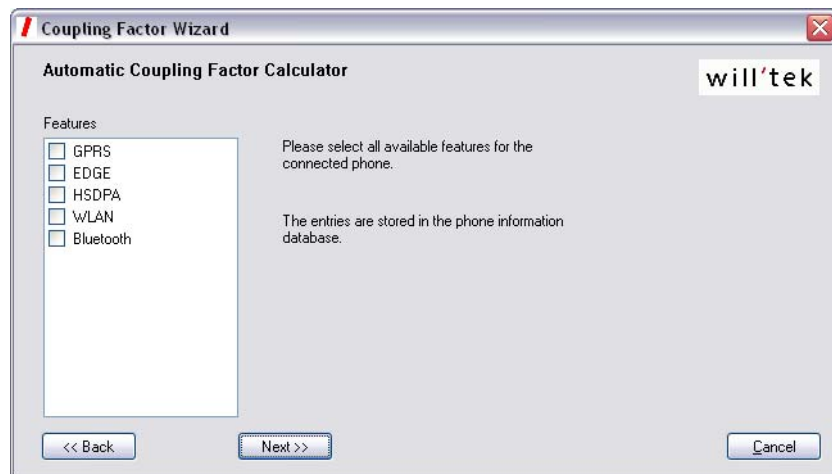 Coupling Factor Wizard
Automatic Coupling Factor Calculator
will'tek
Features
GPRS
EDGE
HSDPA
WLAN
Bluetooth
Please select all available features for the
connected phone.
The entries are stored in the phone information
database.
<< Back
Next >>
Cancel